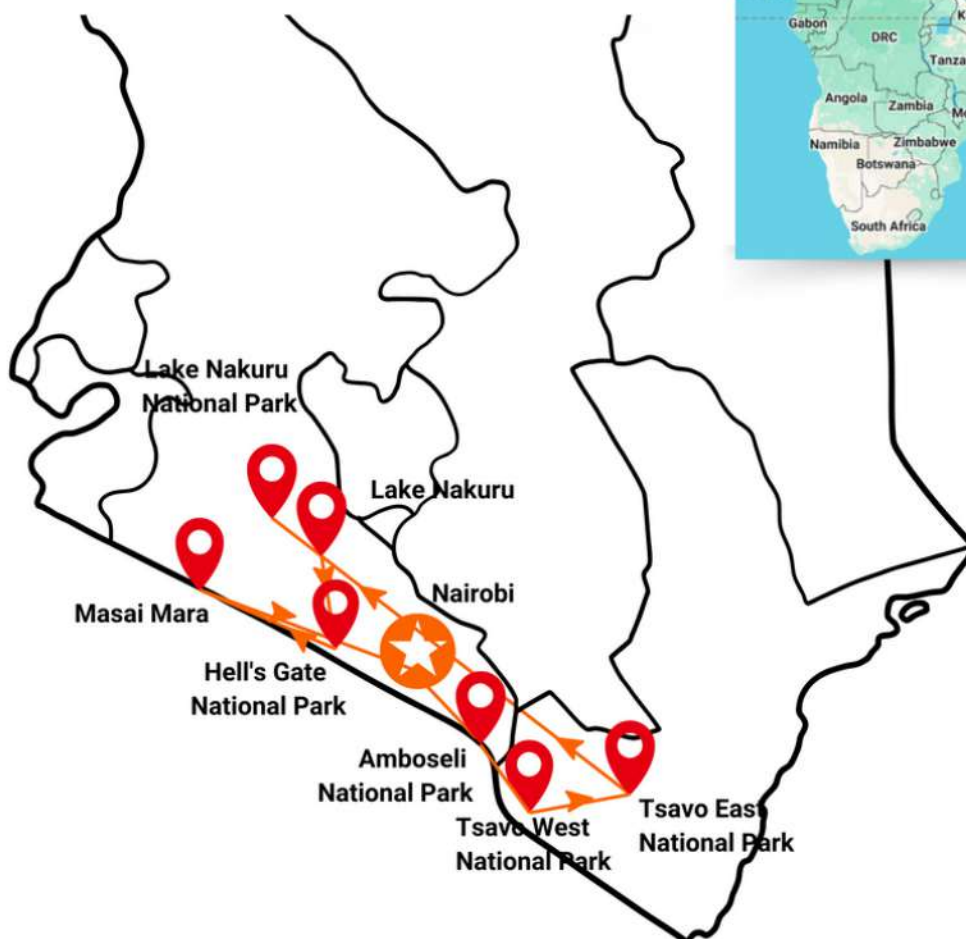 Gabon
DRC
Angola
Zambia
Namibia
Zimbabwe
Botswana
South Africa
Lake Nakuru
National Park
Lake Nakuru
Nairobi
Masai Mara
Hell's Gate
National Park
Amboseli
National Park
Tsavo West
National Park
Tsavo East
National Park